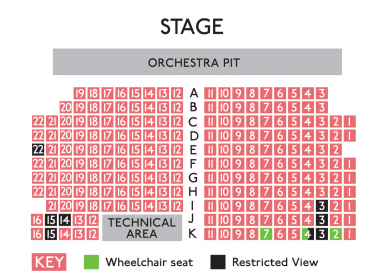 STAGE
ORCHESTRA PIT
19 18 17 16 15 14 13 12 A 11 10 9 8 7 6 5 4 3
20 19 18 17 16 15 14 13 12 B 11 10 9 8 7 6 5 4 3
22 21 20 19 18 17 16 15 14 13 12 C 11 10 9 8 7 6 5 4 3 2 1
22 21 20 19 18 17 16 15 14 13 12 D 11 10 9 8 7 6 5 4 3 2 1
22 21 20 19 18 17 16 15 14 13 12 E 11 10 9 8 7 6 5 4 3 2 1
22 21 20 19 18 17 16 15 14 13 12 F 11 10 9 8 7 6 5 4 3 2 1
22 21 20 19 18 17 16 15 14 13 12 G 11 10 9 8 7 6 5 4 3 2 1
22 21 20 19 18 17 16 15 14 13 12 H 11 10 9 8 7 6 5 4 3 2 1
21 20 19 18 17 16 15 14 13 12 I 11 10 9 8 7 6 5 4 3 2 1
16 15 14 13 12 TECHNICAL J 11 10 9 8 7 6 5 4 3 2 1
16 15 14 13 12 AREA K 11 10 9 8 7 6 5 4 3 2 1
KEY Wheelchair seat Restricted View